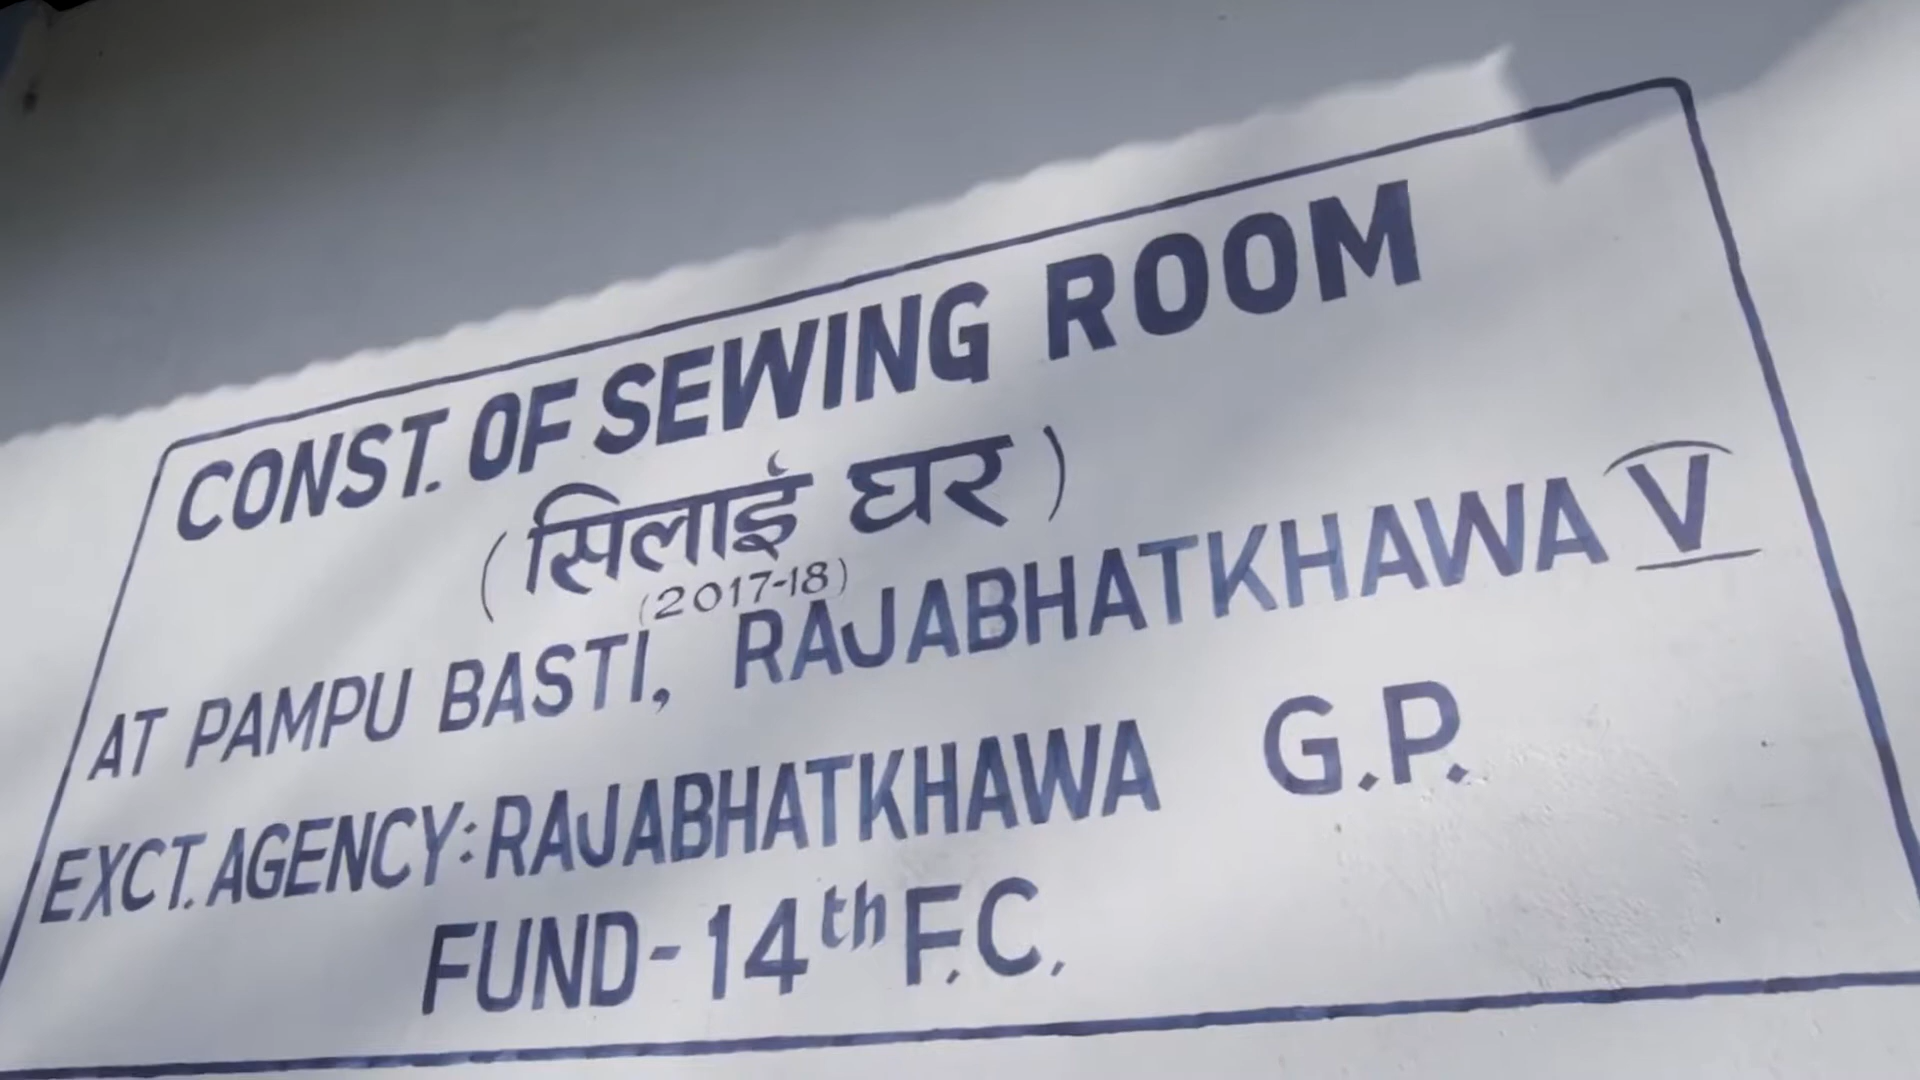 CONST. OF SEWING ROOM
(सिलाई घर)
(2017-18)
AT PAMPU BASTI, RAJABHATKHAWA V
EXCT. AGENCY: RAJABHATKHAWA G.P.
FUND - 14th F.C.